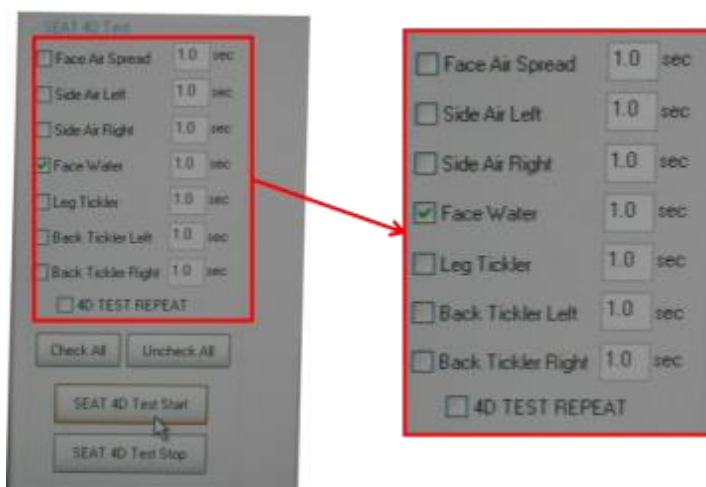 SEAT 4D Test
Face Air Spread 1.0 sec
Side Air Left 1.0 sec
Side Air Right 1.0 sec
Face Water 1.0 sec
Leg Tickler 1.0 sec
Back Tickler Left 1.0 sec
Back Tickler Right 1.0 sec
4D TEST REPEAT
Check All Uncheck All
SEAT 4D Test Start
SEAT 4D Test Stop
Face Air Spread 1.0 sec
Side Air Left 1.0 sec
Side Air Right 1.0 sec
Face Water 1.0 sec
Leg Tickler 1.0 sec
Back Tickler Left 1.0 sec
Back Tickler Right 1.0 sec
4D TEST REPEAT